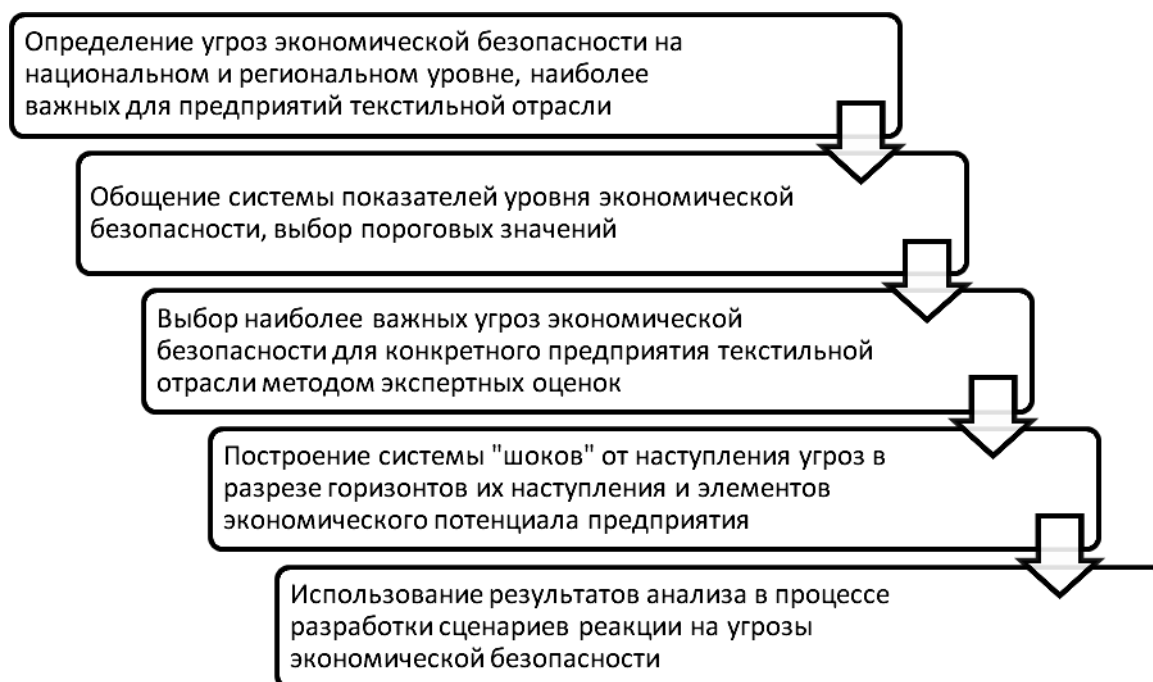 Определение угроз экономической безопасности на
национальном и региональном уровне, наиболее
важных для предприятий текстильной отрасли
Обощение системы показателей уровня экономической
безопасности, выбор пороговых значений
Выбор наиболее важных угроз экономической
безопасности для конкретного предприятия текстильной
отрасли методом экспертных оценок
Построение системы "шоков" от наступления угроз в
разрезе горизонтов их наступления и элементов
экономического потенциала предприятия
Использование результатов анализа в процессе
разработки сценариев реакции на угрозы
экономической безопасности